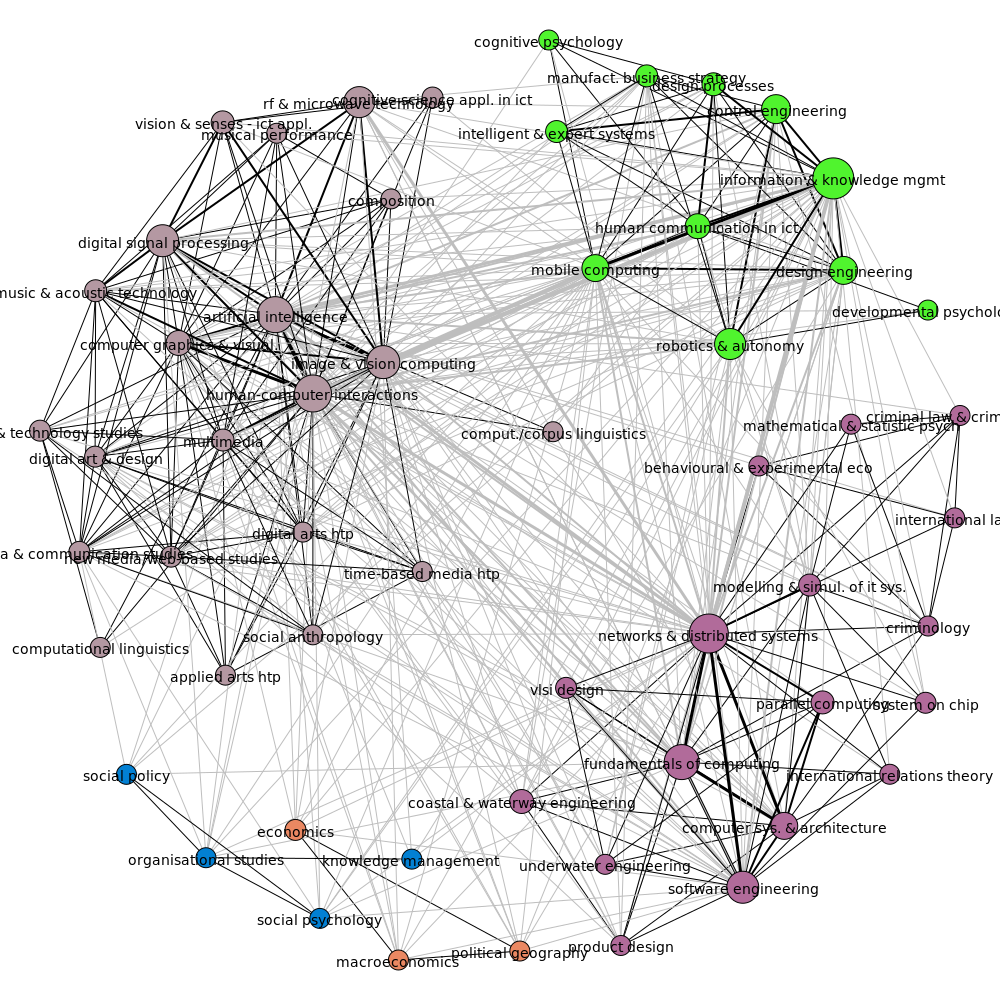 cognitive psychology
manufact. business strategy
design processes
rf & microwave technology
cognitive science appl. in ict
control engineering
vision & senses - ict appl.
musical performance
intelligent & expert systems
information & knowledge mgmt
composition
human communication in ict
digital signal processing
mobile computing
design engineering
music & acoustic technology
developmental psycholo
artificial intelligence
computer graphics & visual.
robotics & autonomy
image & vision computing
human-computer interactions
criminal law & crim
mathematical & statistic psych
& technology studies
multimedia
comput./corpus linguistics
digital art & design
behavioural & experimental eco
international la
digital arts htp
a & communication studies
new media/web-based studies
time-based media htp
modelling & simul. of it sys.
social anthropology
networks & distributed systems
criminology
computational linguistics
applied arts htp
vlsi design
parallel computing
system on chip
fundamentals of computing
social policy
international relations theory
coastal & waterway engineering
economics
computer sys. & architecture
organisational studies
knowledge management
underwater engineering
software engineering
social psychology
political geography
product design
macroeconomics